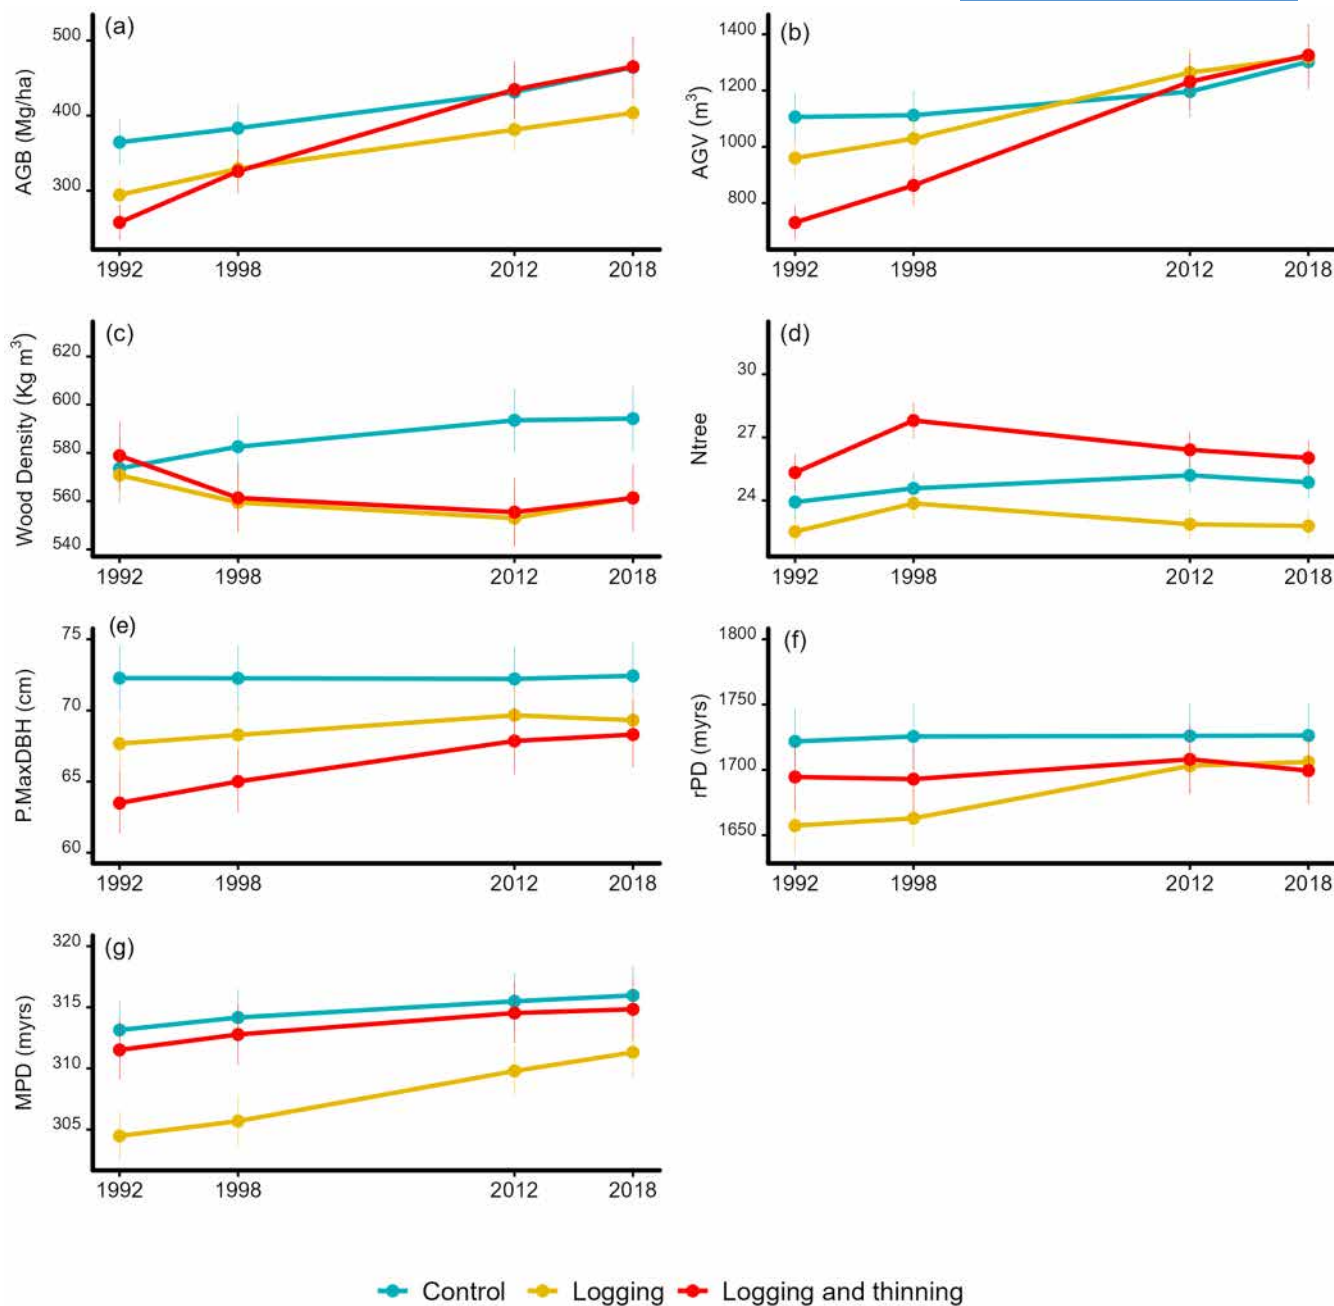 (a)
AGB (Mg/ha)
500
400
300
1992 1998 2012 2018
(b)
AGV (m³)
1400
1200
1000
800
1992 1998 2012 2018
(c)
Wood Density (Kg m³)
620
600
580
560
540
1992 1998 2012 2018
(d)
Ntree
30
27
24
1992 1998 2012 2018
(e)
P.MaxDBH (cm)
75
70
65
60
1992 1998 2012 2018
(f)
rPD (myrs)
1800
1750
1700
1650
1992 1998 2012 2018
(g)
MPD (myrs)
320
315
310
305
1992 1998 2012 2018
Control Logging Logging and thinning